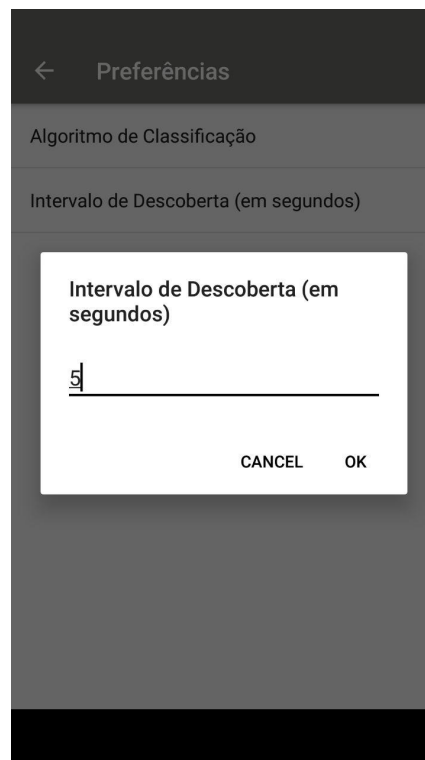 Preferências
Algoritmo de Classificação
Intervalo de Descoberta (em segundos)
Intervalo de Descoberta (em
segundos)
5
CANCEL OK